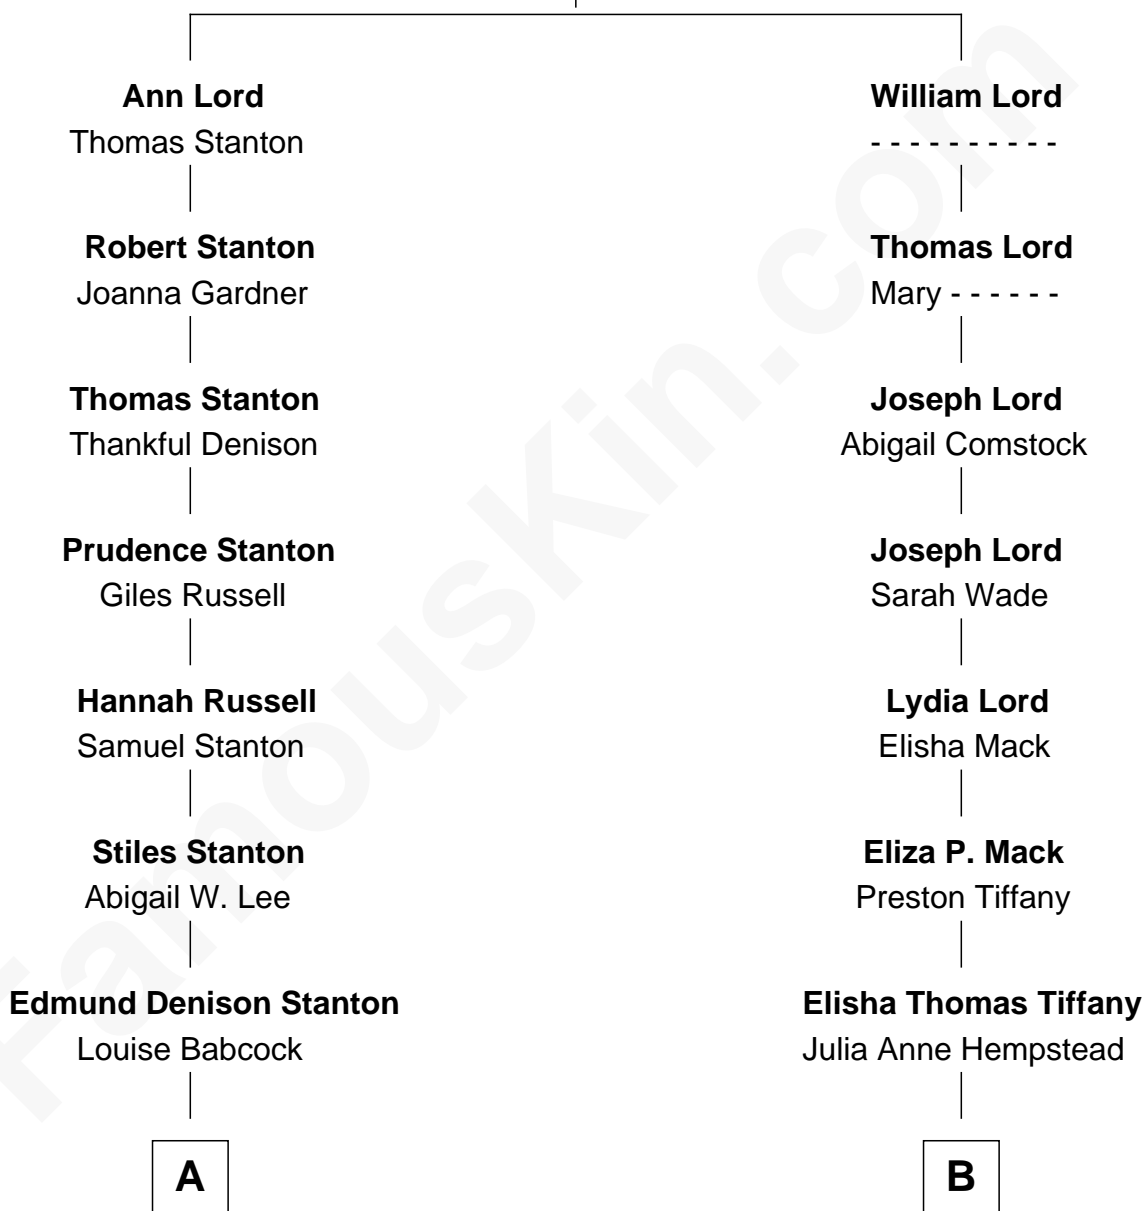 Ann Lord
Thomas Stanton
William Lord
- - - - - - - - - -
Robert Stanton
Joanna Gardner
Thomas Lord
Mary - - - - - -
Thomas Stanton
Thankful Denison
Joseph Lord
Abigail Comstock
Prudence Stanton
Giles Russell
Joseph Lord
Sarah Wade
Hannah Russell
Samuel Stanton
Lydia Lord
Elisha Mack
Stiles Stanton
Abigail W. Lee
Eliza P. Mack
Preston Tiffany
Edmund Denison Stanton
Louise Babcock
Elisha Thomas Tiffany
Julia Anne Hempstead
A
B
FamousKin.com